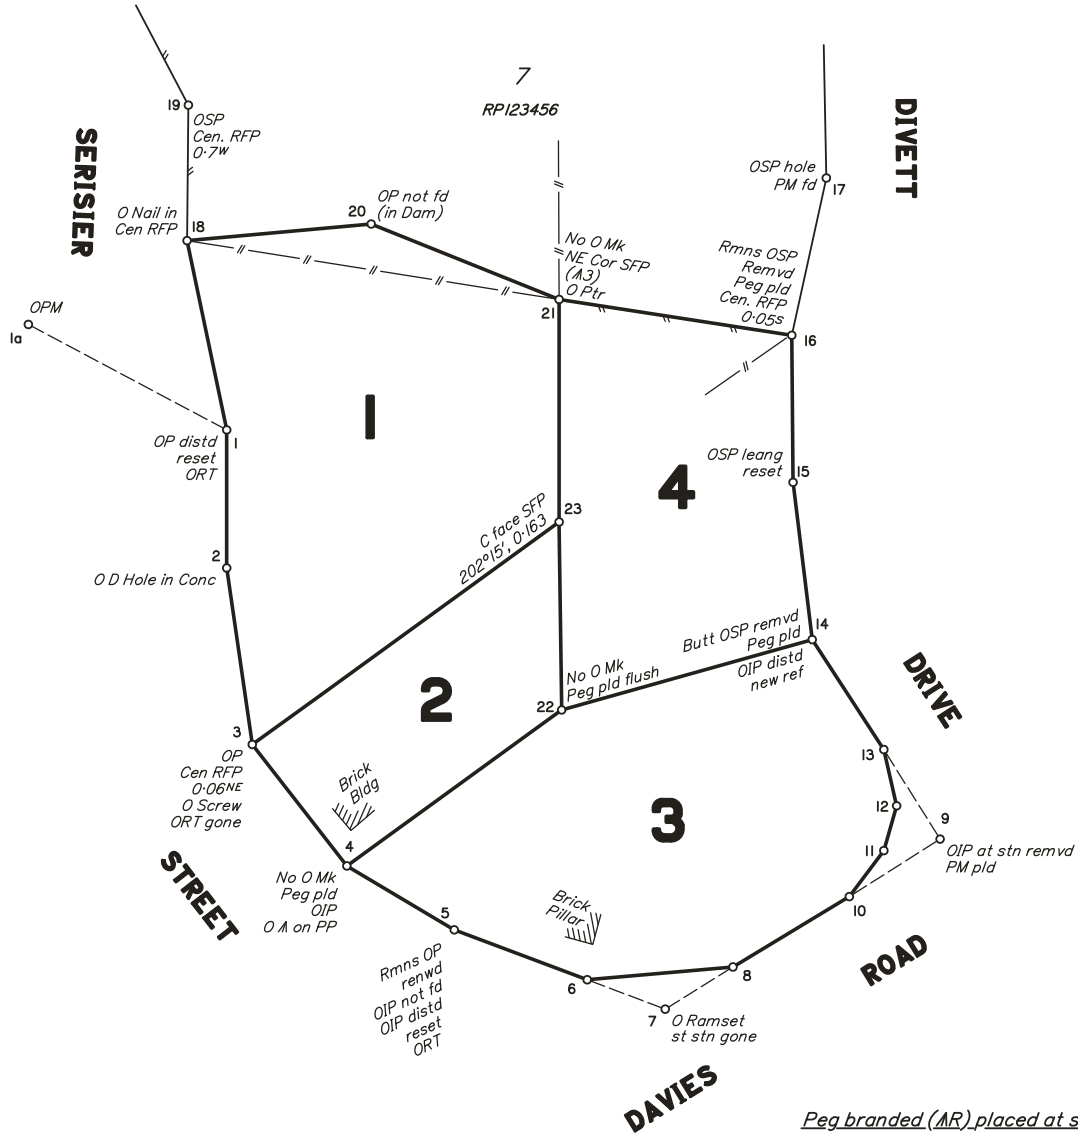 7
RP123456
SERISIER
DIVETT
19
OSP
Cen. RFP
0·7W
OSP hole
PM fd
17
O Nail in
Cen RFP
18
20
OP not fd
(in Dam)
No O Mk
NE Cor SFP
(/|\3)
O Ptr
21
Rmns OSP
Remvd
Peg pld
Cen. RFP
0·05s
16
OPM
1a
OP distd
reset
ORT
1
1
OSP leang
reset
15
4
2
O D Hole in Conc
C face SFP
202°15', 0·163
23
14
Butt OSP remvd
Peg pld
OIP distd
new ref
No O Mk
Peg pld flush
22
2
DRIVE
3
OP
Cen RFP
0·06NE
O Screw
ORT gone
Brick
Bldg
13
12
11
3
9
OIP at stn remvd
PM pld
4
No O Mk
Peg pld
OIP
O /|\ on PP
STREET
10
5
Brick
Pillar
Rmns OP
renwd
OIP not fd
OIP distd
reset
ORT
6
8
ROAD
7
O Ramset
st stn gone
DAVIES
Peg branded (/|\R) placed at s